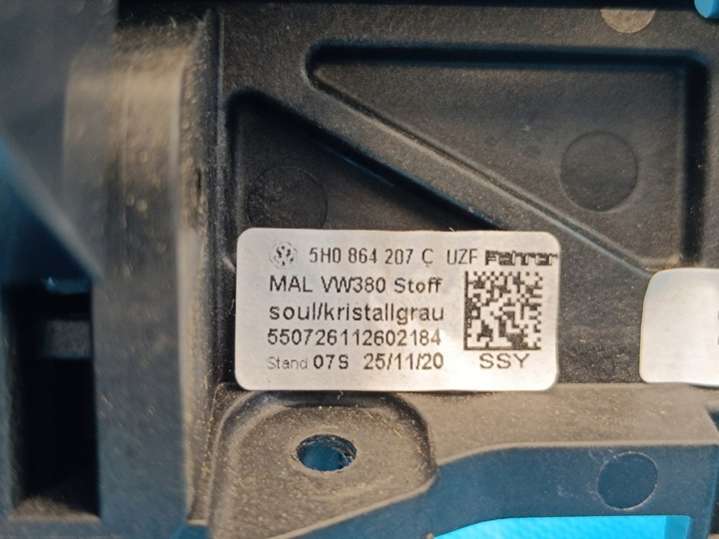 5H0 864 207 C UZF Fehrer
MAL VW380 Stoff
soul/kristallgrau
550726112602184
Stand 07S 25/11/20
SSY